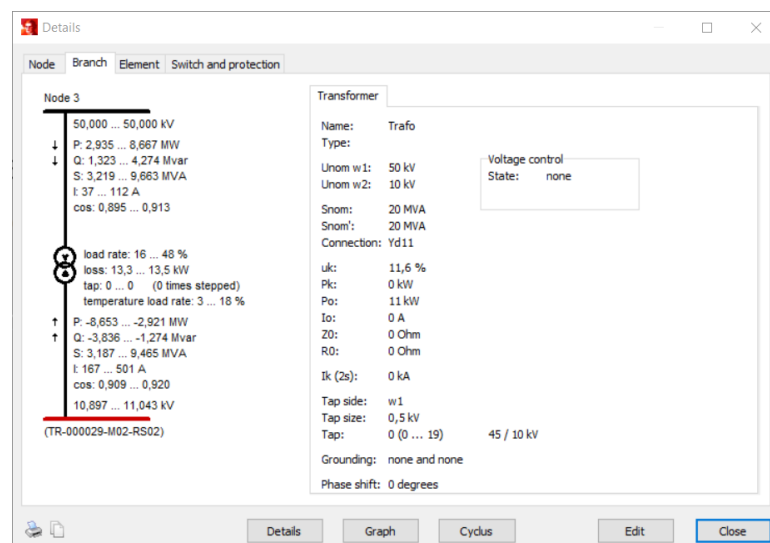 Details
Node Branch Element Switch and protection
Node 3
50,000 ... 50,000 kV
↓ P: 2,935 ... 8,667 MW
↓ Q: 1,323 ... 4,274 Mvar
S: 3,219 ... 9,663 MVA
I: 37 ... 112 A
cos: 0,895 ... 0,913
load rate: 16 ... 48 %
loss: 13,3 ... 13,5 kW
tap: 0 ... 0 (0 times stepped)
temperature load rate: 3 ... 18 %
↑ P: -8,653 ... -2,921 MW
↑ Q: -3,836 ... -1,274 Mvar
S: 3,187 ... 9,465 MVA
I: 167 ... 501 A
cos: 0,909 ... 0,920
10,897 ... 11,043 kV
(TR-000029-M02-RS02)
Transformer
Name: Trafo
Type:
Unom w1: 50 kV
Unom w2: 10 kV
Snom: 20 MVA
Snom': 20 MVA
Connection: Yd11
uk: 11,6 %
Pk: 0 kW
Po: 11 kW
Io: 0 A
Z0: 0 Ohm
R0: 0 Ohm
Ik (2s): 0 kA
Tap side: w1
Tap size: 0,5 kV
Tap: 0 (0 ... 19) 45 / 10 kV
Grounding: none and none
Phase shift: 0 degrees
Voltage control
State: none
Details Graph Cyclus Edit Close